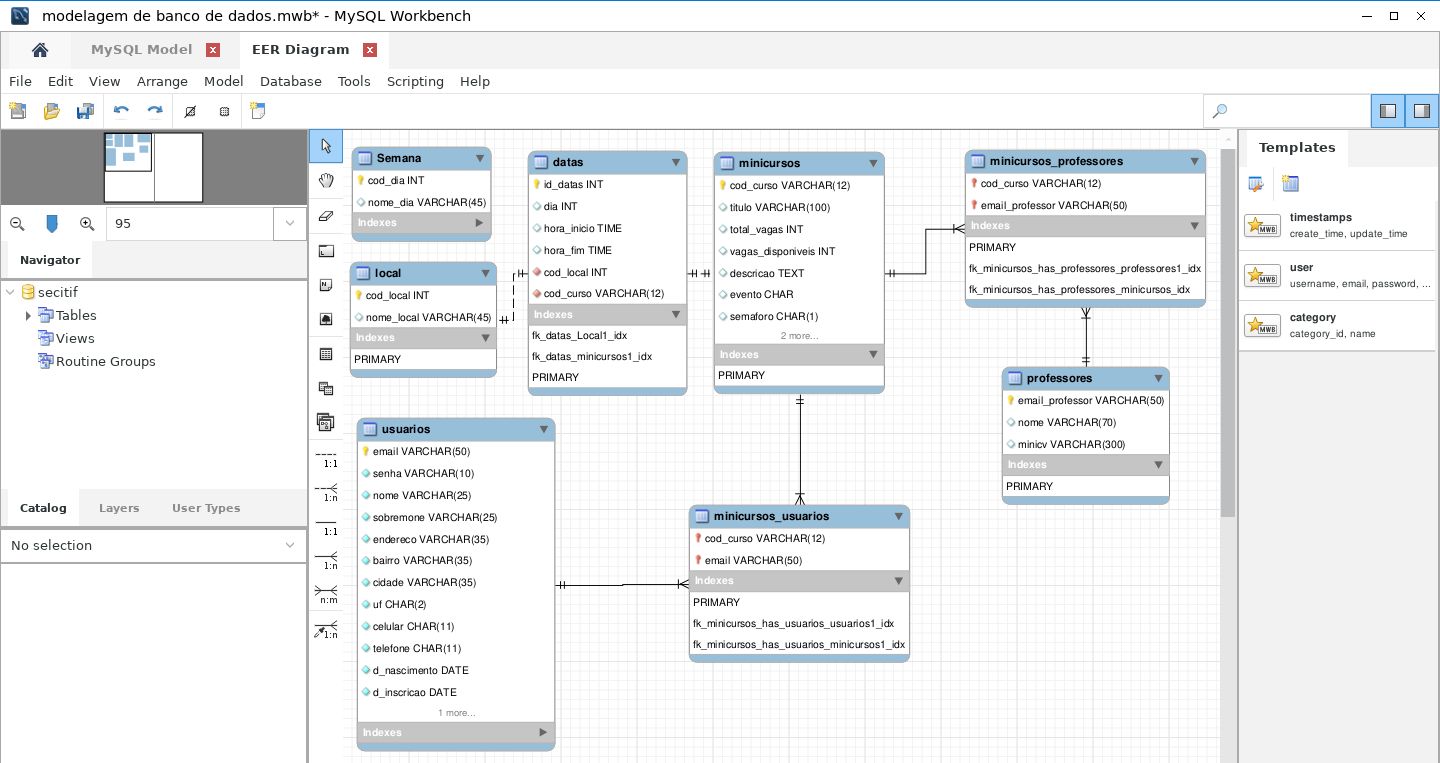 modelagem de banco de dados.mwb* - MySQL Workbench
MySQL Model
EER Diagram
File Edit View Arrange Model Database Tools Scripting Help
95
Navigator
secitif
Tables
Views
Routine Groups
Catalog Layers User Types
No selection
1:1
1:n
1:1
1:n
n:m
1:n
Semana
cod_dia INT
nome_dia VARCHAR(45)
Indexes
local
cod_local INT
nome_local VARCHAR(45)
Indexes
PRIMARY
datas
id_datas INT
dia INT
hora_inicio TIME
hora_fim TIME
cod_local INT
cod_curso VARCHAR(12)
Indexes
fk_datas_Local1_idx
fk_datas_minicursos1_idx
PRIMARY
minicursos
cod_curso VARCHAR(12)
titulo VARCHAR(100)
total_vagas INT
vagas_disponiveis INT
descricao TEXT
evento CHAR
semaforo CHAR(1)
2 more...
Indexes
PRIMARY
minicursos_professores
cod_curso VARCHAR(12)
email_professor VARCHAR(50)
Indexes
PRIMARY
fk_minicursos_has_professores_professores1_idx
fk_minicursos_has_professores_minicursos_idx
professores
email_professor VARCHAR(50)
nome VARCHAR(70)
minicv VARCHAR(300)
Indexes
PRIMARY
usuarios
email VARCHAR(50)
senha VARCHAR(10)
nome VARCHAR(25)
sobremone VARCHAR(25)
endereco VARCHAR(35)
bairro VARCHAR(35)
cidade VARCHAR(35)
uf CHAR(2)
celular CHAR(11)
telefone CHAR(11)
d_nascimento DATE
d_inscricao DATE
1 more...
Indexes
minicursos_usuarios
cod_curso VARCHAR(12)
email VARCHAR(50)
Indexes
PRIMARY
fk_minicursos_has_usuarios_usuarios1_idx
fk_minicursos_has_usuarios_minicursos1_idx
Templates
MWB
timestamps
create_time, update_time
MWB
user
username, email, password, ...
MWB
category
category_id, name